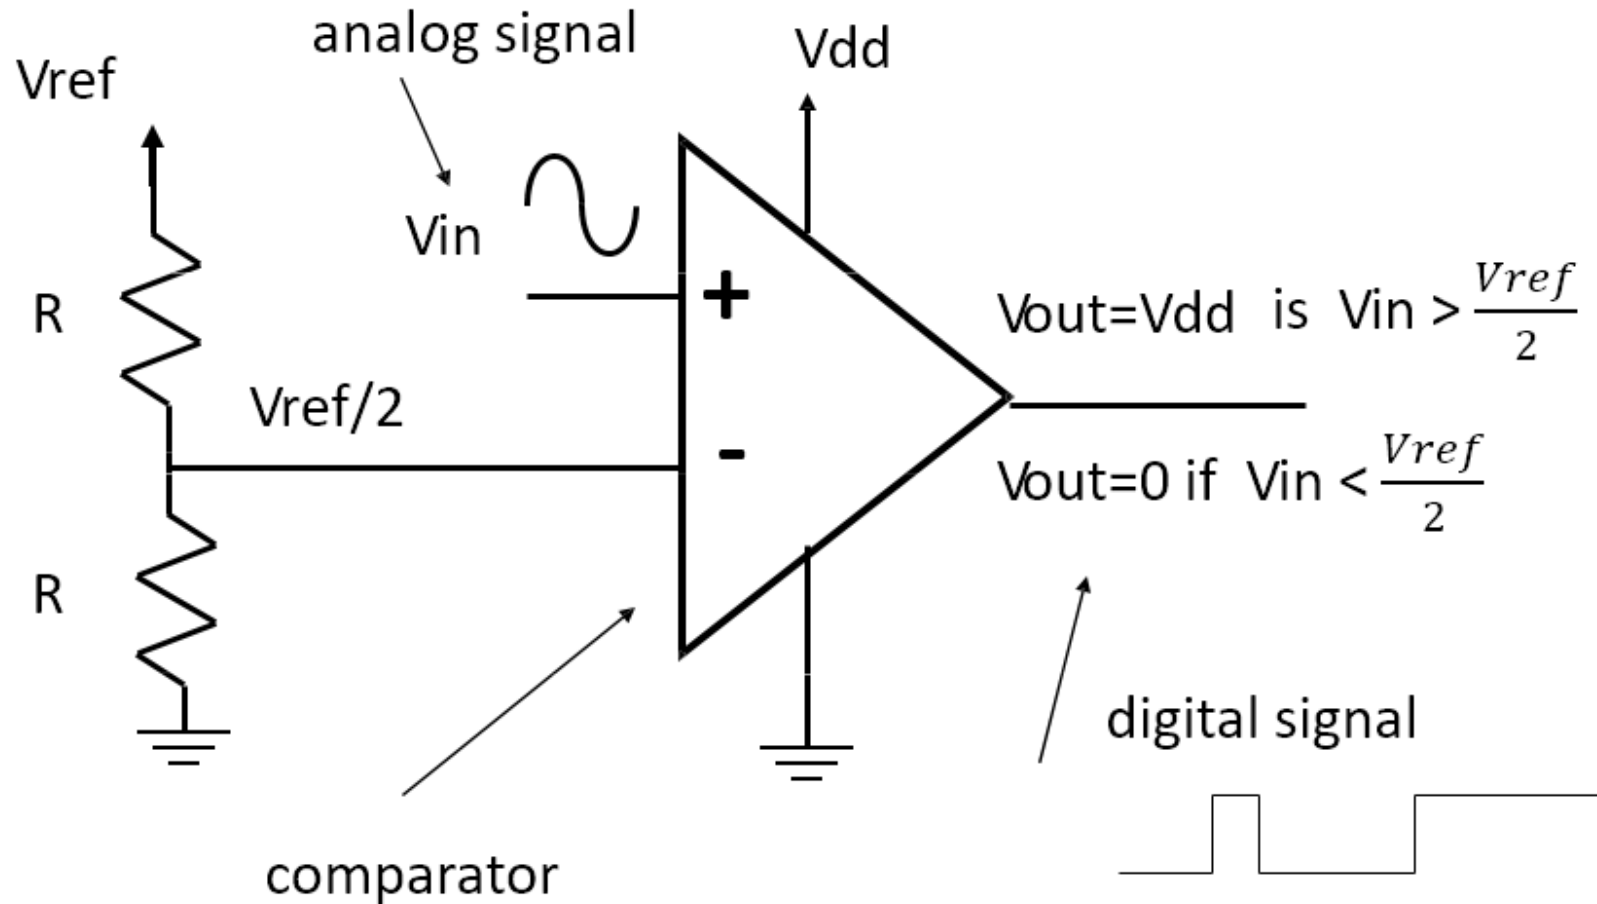 analog signal
Vdd
Vref
Vin
R
+
Vout=Vdd is Vin > Vref/2
Vref/2
-
Vout=0 if Vin < Vref/2
R
digital signal
comparator